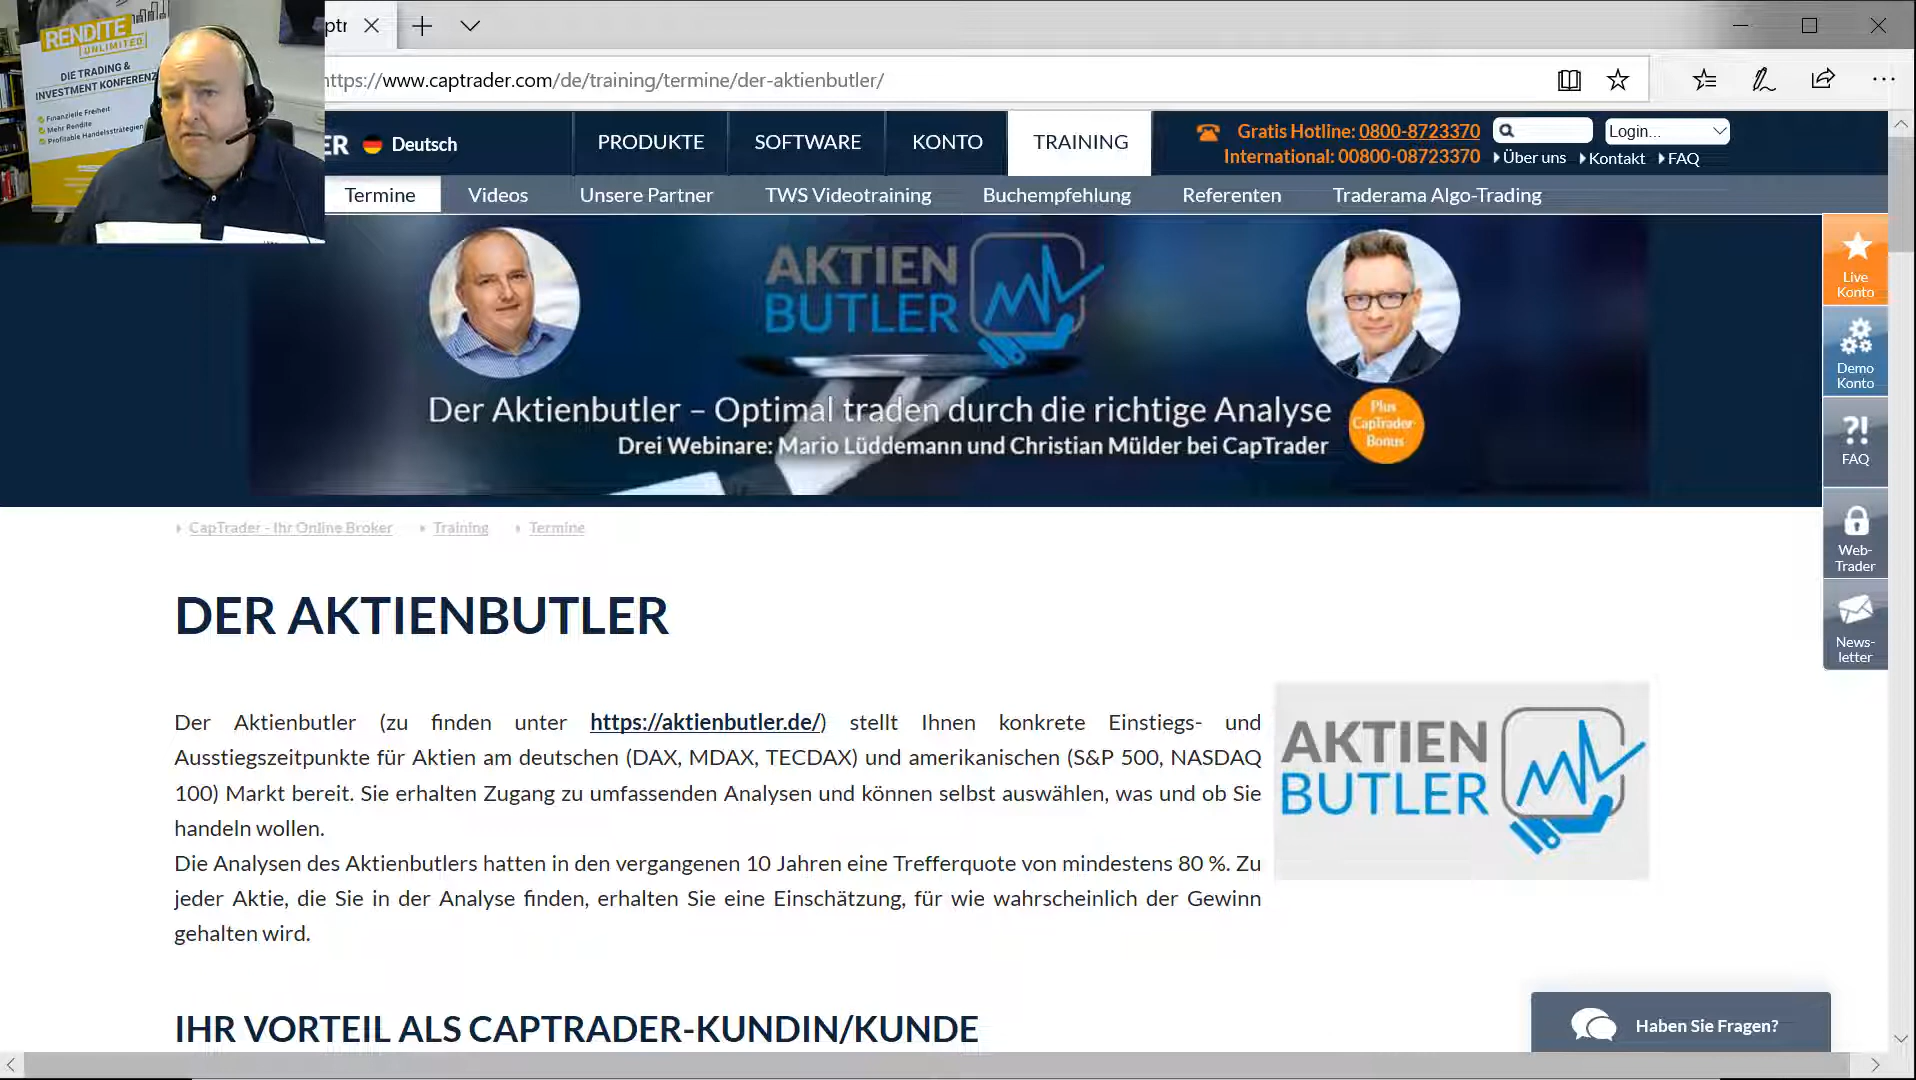 RENDITE
UNLIMITED
DIE TRADING &
INVESTMENT KONFERENZ
Finanzielle Freiheit
Mehr Rendite
Profitable Handelsstrategien
ptr
https://www.captrader.com/de/training/termine/der-aktienbutler/
ER Deutsch
PRODUKTE
SOFTWARE
KONTO
TRAINING
Gratis Hotline: 0800-8723370
International: 00800-08723370
Login...
Über uns
Kontakt
FAQ
Termine
Videos
Unsere Partner
TWS Videotraining
Buchempfehlung
Referenten
Traderama Algo-Trading
AKTIEN
BUTLER
Der Aktienbutler – Optimal traden durch die richtige Analyse
Drei Webinare: Mario Lüddemann und Christian Mülder bei CapTrader
Plus
CapTrader-
Bonus
Live
Konto
Demo
Konto
?!
FAQ
Web-
Trader
News-
letter
CapTrader - Ihr Online Broker
Training
Termine
DER AKTIENBUTLER
Der Aktienbutler (zu finden unter https://aktienbutler.de/) stellt Ihnen konkrete Einstiegs- und
Ausstiegszeitpunkte für Aktien am deutschen (DAX, MDAX, TECDAX) und amerikanischen (S&P 500, NASDAQ
100) Markt bereit. Sie erhalten Zugang zu umfassenden Analysen und können selbst auswählen, was und ob Sie
handeln wollen.
Die Analysen des Aktienbutlers hatten in den vergangenen 10 Jahren eine Trefferquote von mindestens 80 %. Zu
jeder Aktie, die Sie in der Analyse finden, erhalten Sie eine Einschätzung, für wie wahrscheinlich der Gewinn
gehalten wird.
AKTIEN
BUTLER
IHR VORTEIL ALS CAPTRADER-KUNDIN/KUNDE
Haben Sie Fragen?